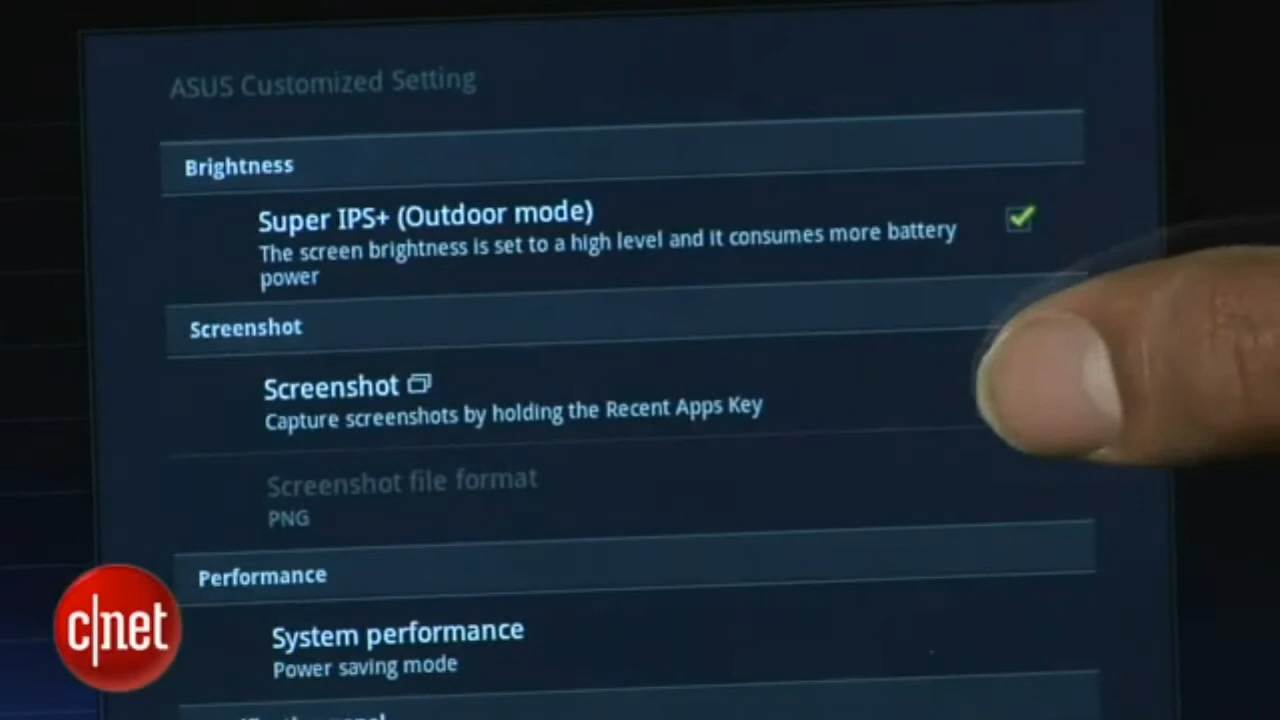 ASUS Customized Setting
Brightness
Super IPS+ (Outdoor mode)
The screen brightness is set to a high level and it consumes more battery
power
Screenshot
Screenshot
Capture screenshots by holding the Recent Apps Key
Screenshot file format
PNG
Performance
System performance
Power saving mode
c|net